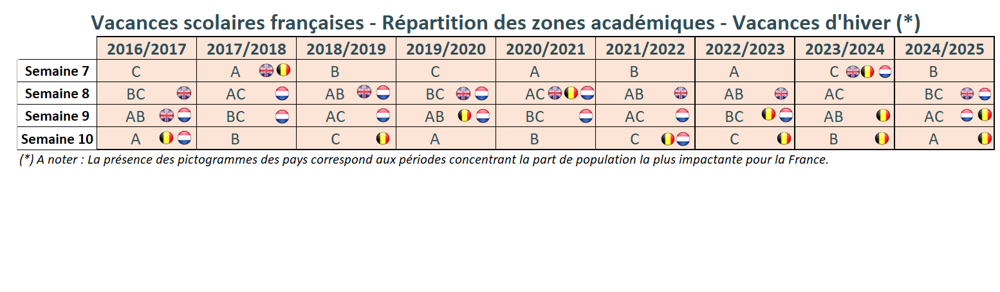 Vacances scolaires françaises - Répartition des zones académiques - Vacances d'hiver (*)
2016/2017 2017/2018 2018/2019 2019/2020 2020/2021 2021/2022 2022/2023 2023/2024 2024/2025
Semaine 7 C A B C A B A C B
Semaine 8 BC AC AB BC AC AB AB AC BC
Semaine 9 AB BC AC AB BC AC BC AB AC
Semaine 10 A B C A B C C B A
(*) A noter : La présence des pictogrammes des pays correspond aux périodes concentrant la part de population la plus impactante pour la France.